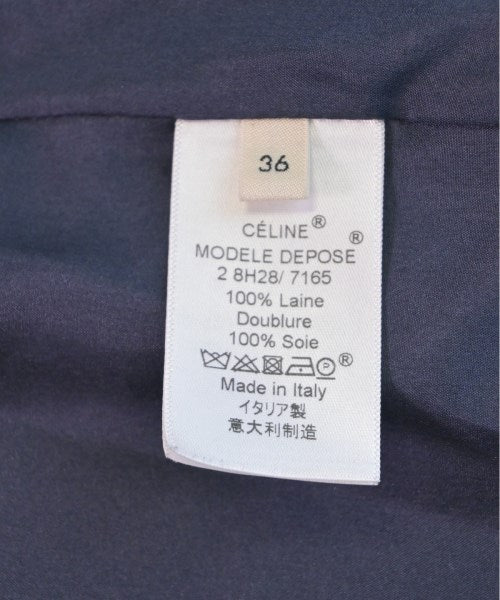 36
CÉLINE®
MODELE DEPOSE ®
2 8H28/ 7165
100% Laine
Doublure
100% Soie
P ®
Made in Italy
イタリア製
意大利制造